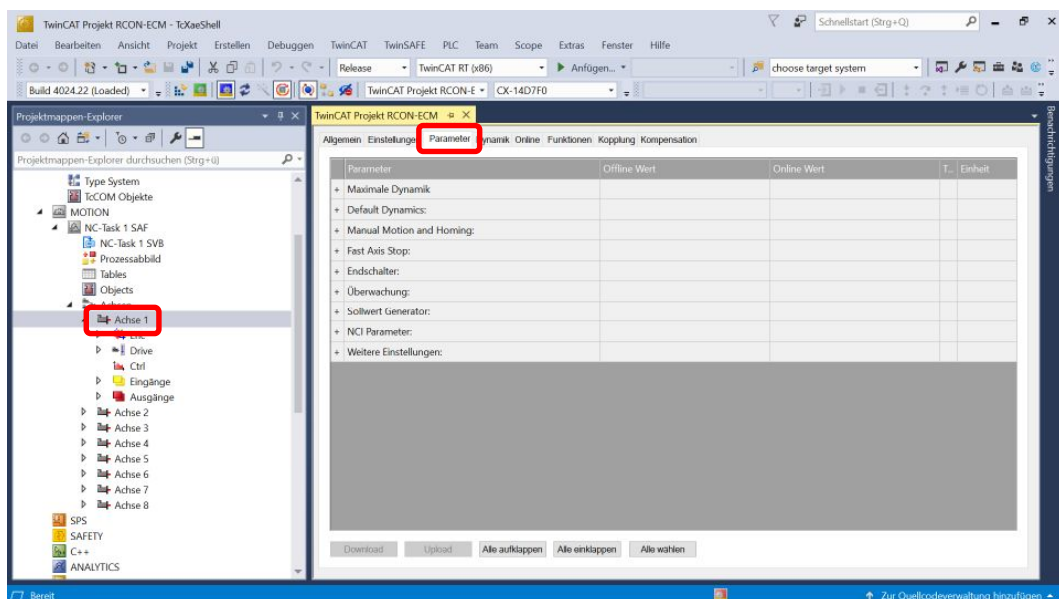 TwinCAT Projekt RCON-ECM - TcXaeShell
Schnellstart (Strg+Q)
Datei Bearbeiten Ansicht Projekt Erstellen Debuggen TwinCAT TwinSAFE PLC Team Scope Extras Fenster Hilfe
Release TwinCAT RT (x86) Anfügen... choose target system
Build 4024.22 (Loaded) TwinCAT Projekt RCON-E CX-14D7F0
Projektmappen-Explorer
Projektmappen-Explorer durchsuchen (Strg+ü)
Type System
TcCOM Objekte
MOTION
NC-Task 1 SAF
NC-Task 1 SVB
Prozessabbild
Tables
Objects
Achsen
Achse 1
Enc
Drive
Ctrl
Eingänge
Ausgänge
Achse 2
Achse 3
Achse 4
Achse 5
Achse 6
Achse 7
Achse 8
SPS
SAFETY
C++
ANALYTICS
TwinCAT Projekt RCON-ECM
Allgemein Einstellungen Parameter Dynamik Online Funktionen Kopplung Kompensation
Parameter Offline Wert Online Wert T... Einheit
+ Maximale Dynamik
+ Default Dynamics:
+ Manual Motion and Homing:
+ Fast Axis Stop:
+ Endschalter:
+ Überwachung:
+ Sollwert Generator:
+ NCI Parameter:
+ Weitere Einstellungen:
Download Upload Alle aufklappen Alle einklappen Alle wählen
Benachrichtigungen
Bereit
Zur Quellcodeverwaltung hinzufügen